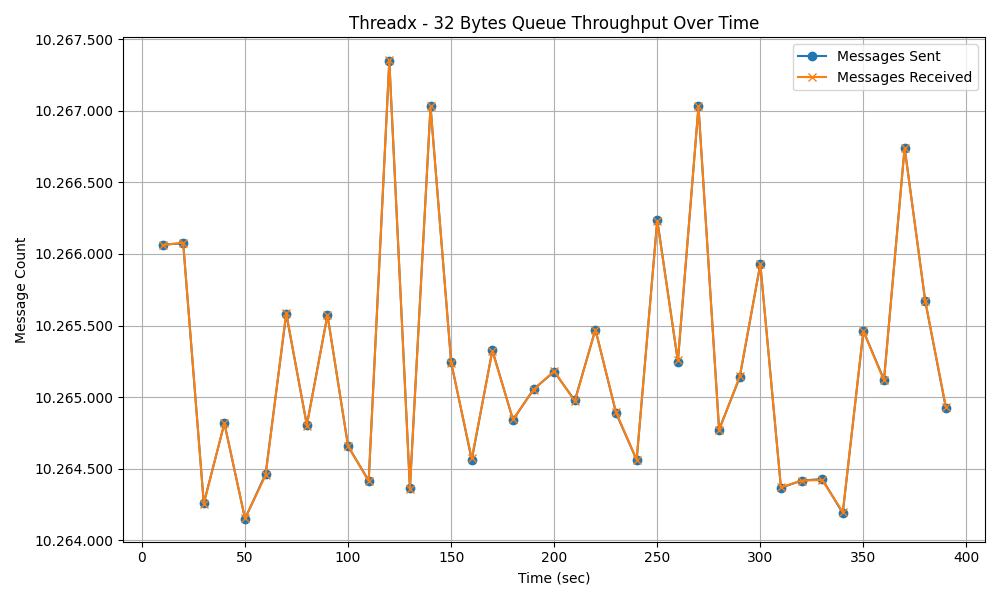 Threadx - 32 Bytes Queue Throughput Over Time
Messages Sent
Messages Received
Message Count
10.267.500
10.267.000
10.266.500
10.266.000
10.265.500
10.265.000
10.264.500
10.264.000
0 50 100 150 200 250 300 350 400
Time (sec)